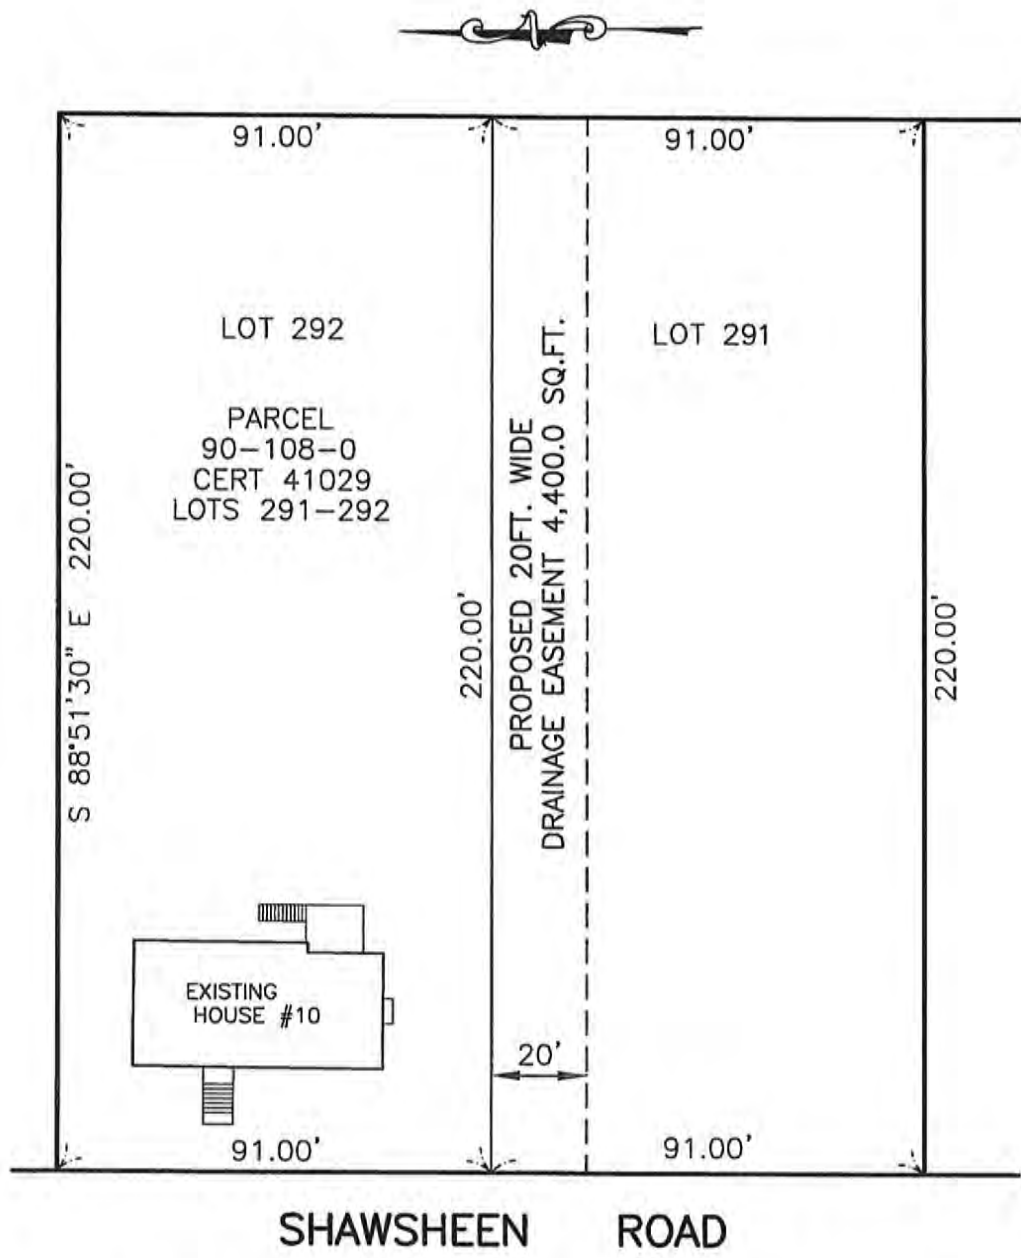 N
91.00'
91.00'
LOT 292
LOT 291
PARCEL
90-108-0
CERT 41029
LOTS 291-292
S 88°51'30" E 220.00'
220.00'
PROPOSED 20FT. WIDE
DRAINAGE EASEMENT 4,400.0 SQ.FT.
220.00'
EXISTING
HOUSE #10
20'
91.00'
91.00'
SHAWSHEEN ROAD